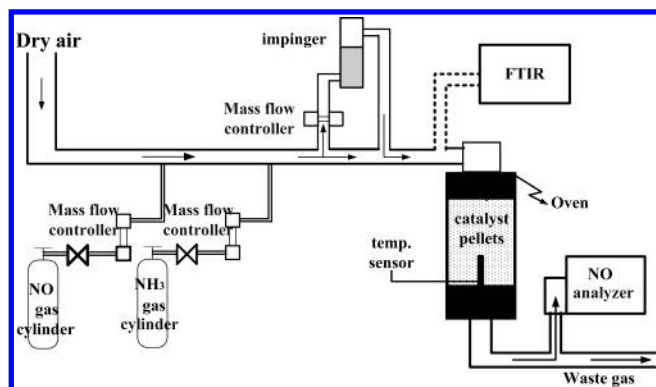 Dry air
impinger
FTIR
Mass flow
controller
Mass flow
controller
Mass flow
controller
Oven
catalyst
pellets
temp.
sensor
NO
gas
cylinder
NH3
gas
cylinder
NO
analyzer
Waste gas